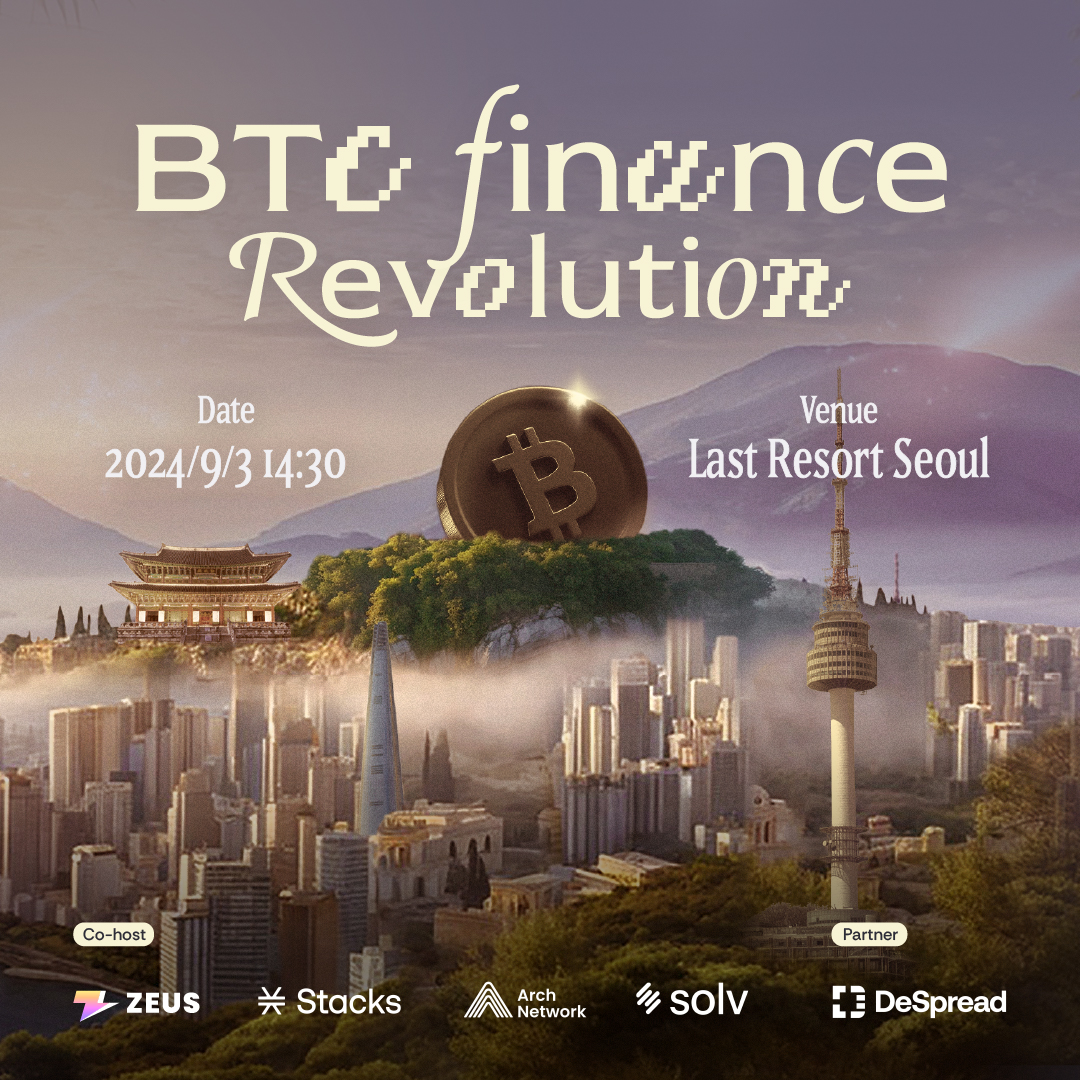 BTC finance
Revolution
Date
2024/9/3 14:30
Venue
Last Resort Seoul
Co-host
Partner
ZEUS
Stacks
Arch
Network
solv
DeSpread